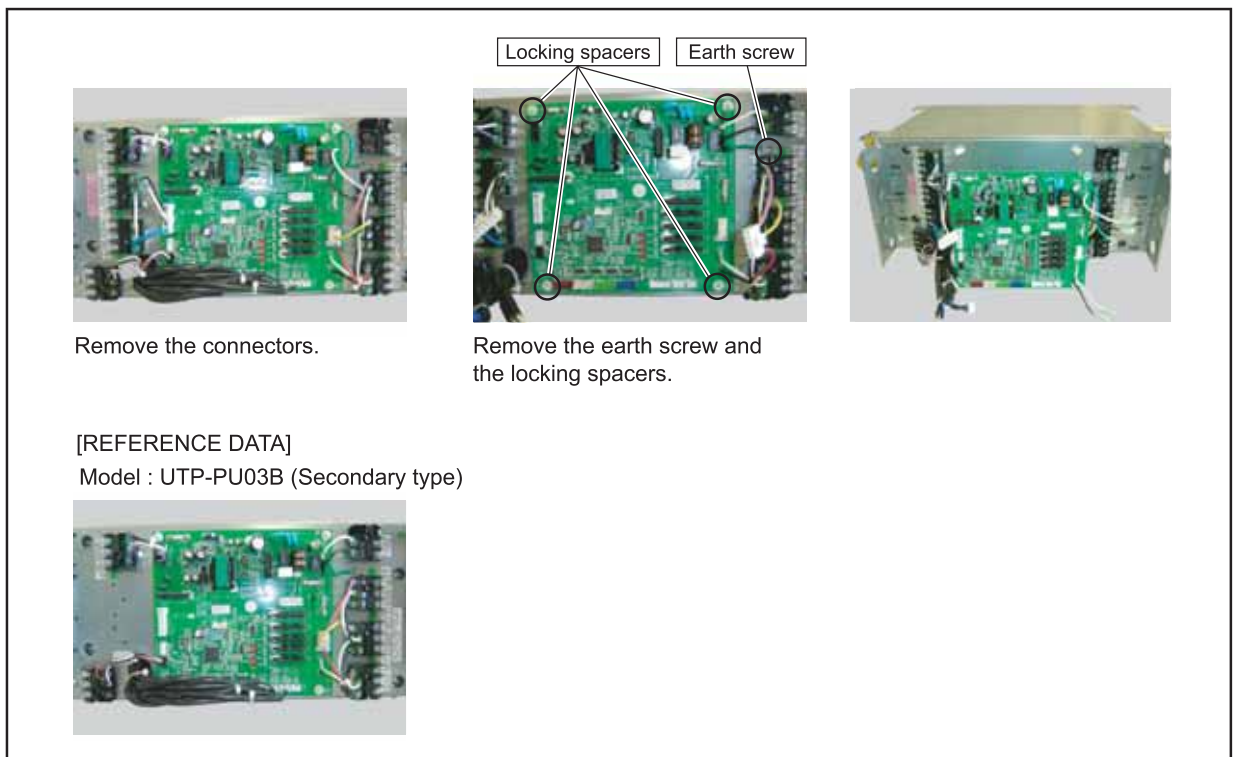 Locking spacers
Earth screw
Remove the connectors.
Remove the earth screw and
the locking spacers.
[REFERENCE DATA]
Model : UTP-PU03B (Secondary type)